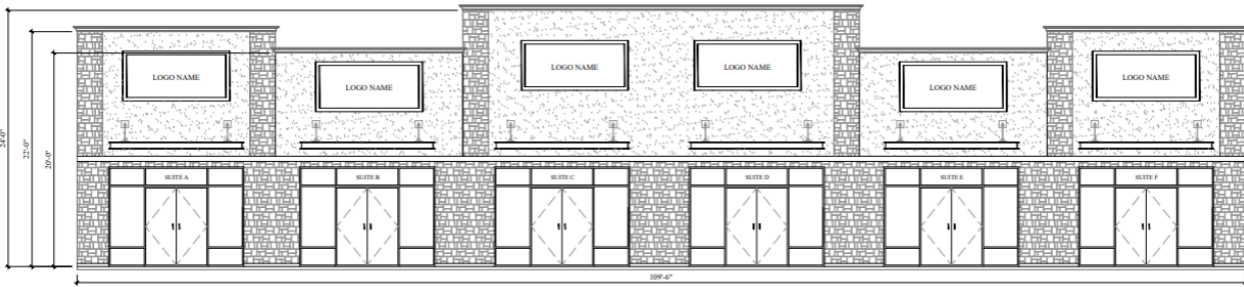 LOGO NAME
LOGO NAME
LOGO NAME
LOGO NAME
LOGO NAME
LOGO NAME
24'-0"
22'-0"
20'-0"
SUITE A
SUITE B
SUITE C
SUITE D
SUITE E
SUITE F
109'-6"